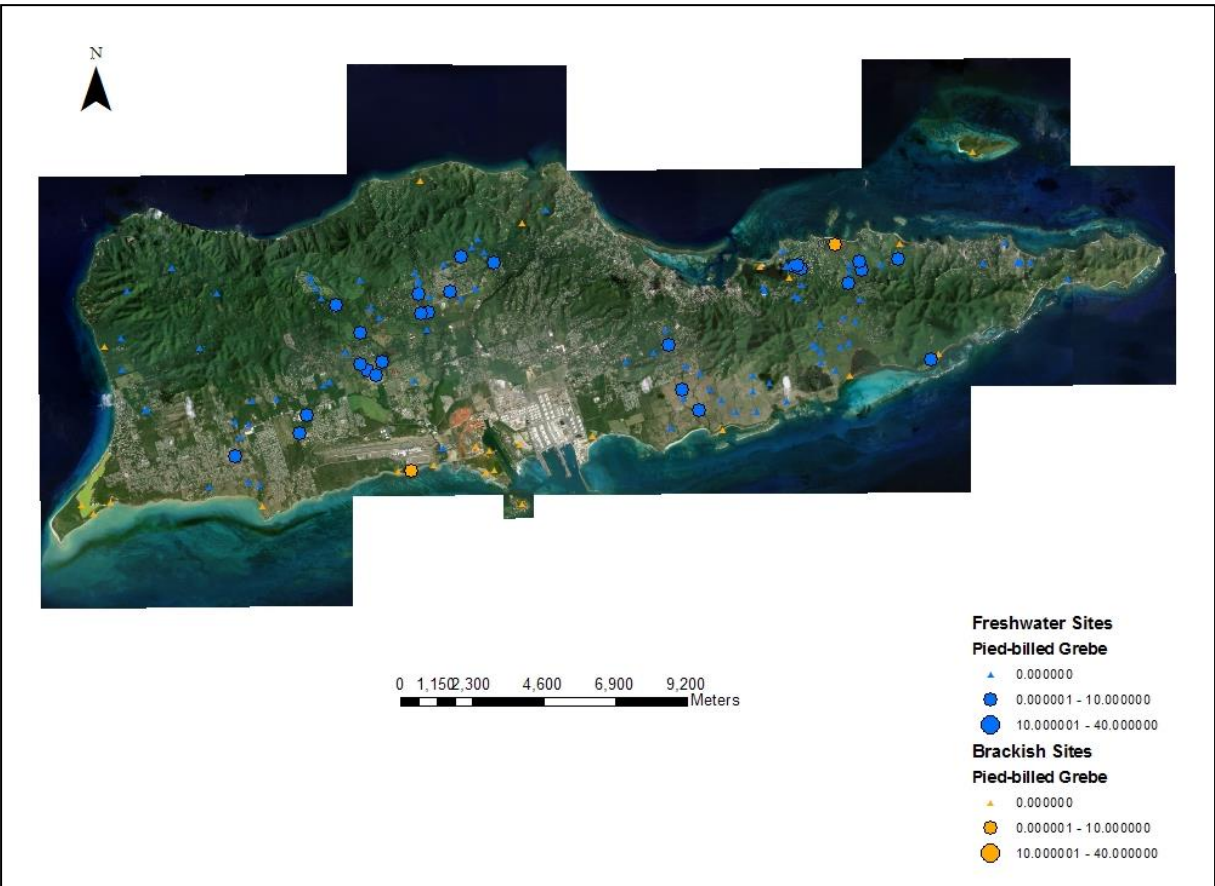 N
0 1,1502,300 4,600 6,900 9,200
Meters
Freshwater Sites
Pied-billed Grebe
0.000000
0.000001 - 10.000000
10.000001 - 40.000000
Brackish Sites
Pied-billed Grebe
0.000000
0.000001 - 10.000000
10.000001 - 40.000000